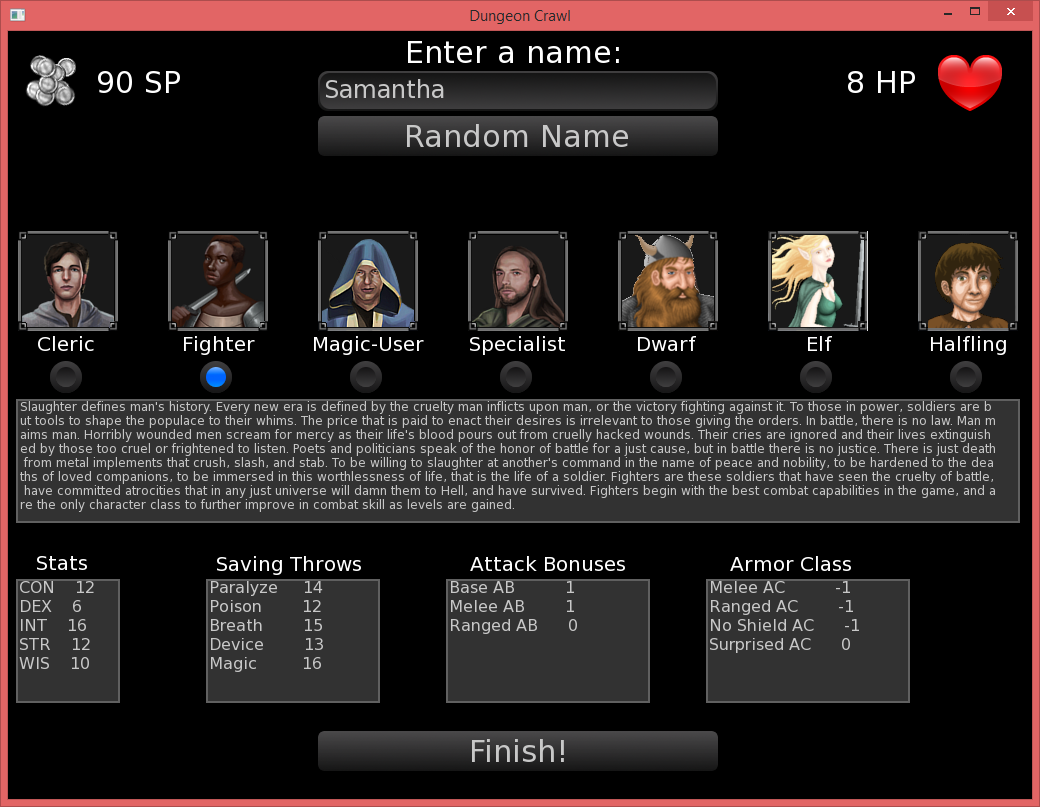 Dungeon Crawl
Enter a name:
90 SP
8 HP
Samantha
Random Name
Cleric Fighter Magic-User Specialist Dwarf Elf Halfling
Slaughter defines man's history. Every new era is defined by the cruelty man inflicts upon man, or the victory fighting against it. To those in power, soldiers are b
ut tools to shape the populace to their whims. The price that is paid to enact their desires is irrelevant to those giving the orders. In battle, there is no law. Man m
aims man. Horribly wounded men scream for mercy as their life's blood pours out from cruelly hacked wounds. Their cries are ignored and their lives extinguish
ed by those too cruel or frightened to listen. Poets and politicians speak of the honor of battle for a just cause, but in battle there is no justice. There is just death
from metal implements that crush, slash, and stab. To be willing to slaughter at another's command in the name of peace and nobility, to be hardened to the dea
ths of loved companions, to be immersed in this worthlessness of life, that is the life of a soldier. Fighters are these soldiers that have seen the cruelty of battle,
have committed atrocities that in any just universe will damn them to Hell, and have survived. Fighters begin with the best combat capabilities in the game, and a
re the only character class to further improve in combat skill as levels are gained.
Stats
CON 12
DEX 6
INT 16
STR 12
WIS 10
Saving Throws
Paralyze 14
Poison 12
Breath 15
Device 13
Magic 16
Attack Bonuses
Base AB 1
Melee AB 1
Ranged AB 0
Armor Class
Melee AC -1
Ranged AC -1
No Shield AC -1
Surprised AC 0
Finish!